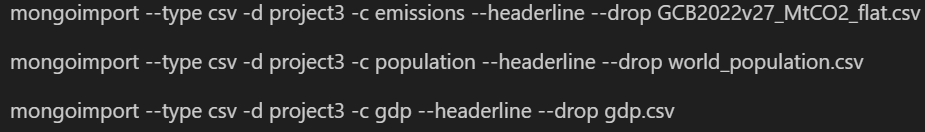 mongoimport --type csv -d project3 -c emissions --headerline --drop GCB2022v27_MtCO2_flat.csv
mongoimport --type csv -d project3 -c population --headerline --drop world_population.csv
mongoimport --type csv -d project3 -c gdp --headerline --drop gdp.csv